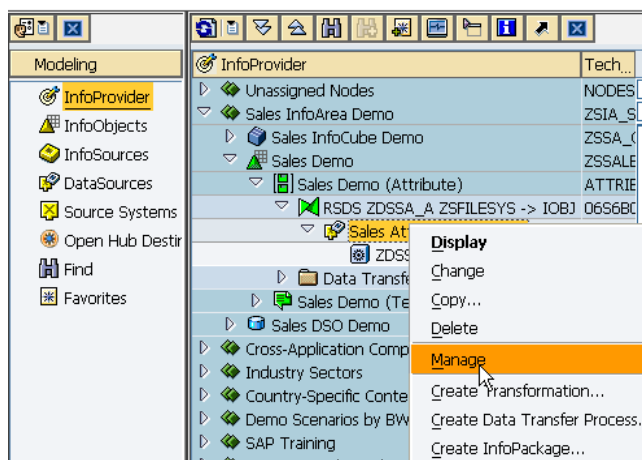 Modeling
InfoProvider
InfoObjects
InfoSources
DataSources
Source Systems
Open Hub Destir
Find
Favorites
InfoProvider Tech...
Unassigned Nodes NODES
Sales InfoArea Demo ZSIA_S
Sales InfoCube Demo ZSSA_
Sales Demo ZSSALE
Sales Demo (Attribute) ATTRIE
RSDS ZDSSA_A ZSFILESYS -> IOBJ 06S6BC
Sales Att
ZDSS
Data Transfe
Sales Demo (Te
Sales DSO Demo
Cross-Application Comp
Industry Sectors
Country-Specific Conte
Demo Scenarios by BW
SAP Training
Display
Change
Copy...
Delete
Manage
Create Transformation...
Create Data Transfer Process.
Create InfoPackage...